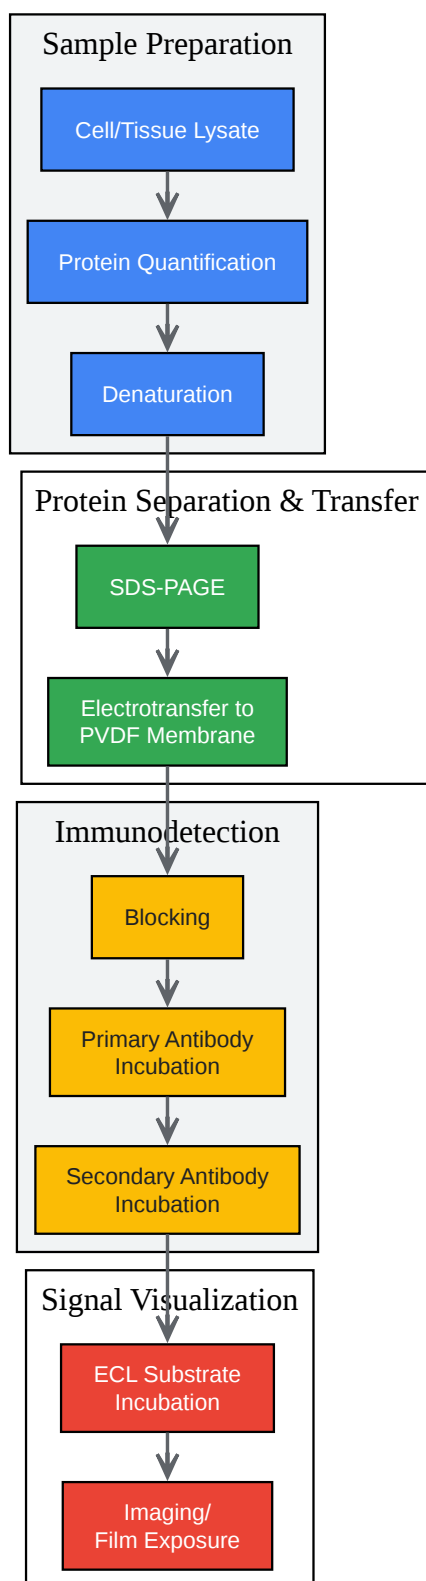 Sample Preparation
Cell/Tissue Lysate
Protein Quantification
Denaturation
Protein Separation & Transfer
SDS-PAGE
Electrotransfer to
PVDF Membrane
Immunodetection
Blocking
Primary Antibody
Incubation
Secondary Antibody
Incubation
Signal Visualization
ECL Substrate
Incubation
Imaging/
Film Exposure